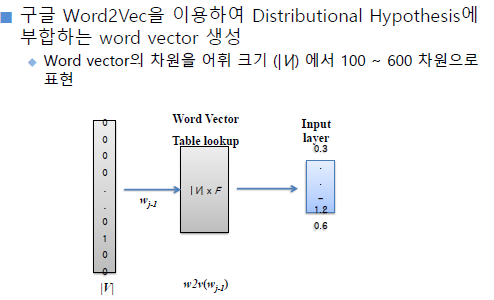 구글 Word2Vec을 이용하여 Distributional Hypothesis에
부합하는 word vector 생성
Word vector의 차원을 어휘 크기 (|V|) 에서 100 ~ 600 차원으로
표현
Word Vector
Table lookup
Input
layer
0
0
0
0
.
.
0
1
0
0
w_{j-1}
|V| x F
0.3
.
.
–
1.2
0.6
|V|
w2v(w_{j-1})